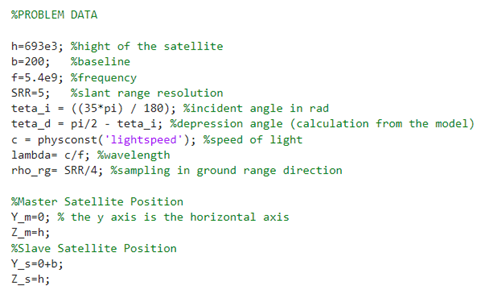 %PROBLEM DATA
h=693e3; %hight of the satellite
b=200; %baseline
f=5.4e9; %frequency
SRR=5; %slant range resolution
teta_i = ((35*pi) / 180); %incident angle in rad
teta_d = pi/2 - teta_i; %depression angle (calculation from the model)
c = physconst('lightspeed'); %speed of light
lambda= c/f; %wavelength
rho_rg= SRR/4; %sampling in ground range direction
%Master Satellite Position
Y_m=0; % the y axis is the horizontal axis
Z_m=h;
%Slave Satellite Position
Y_s=0+b;
Z_s=h;